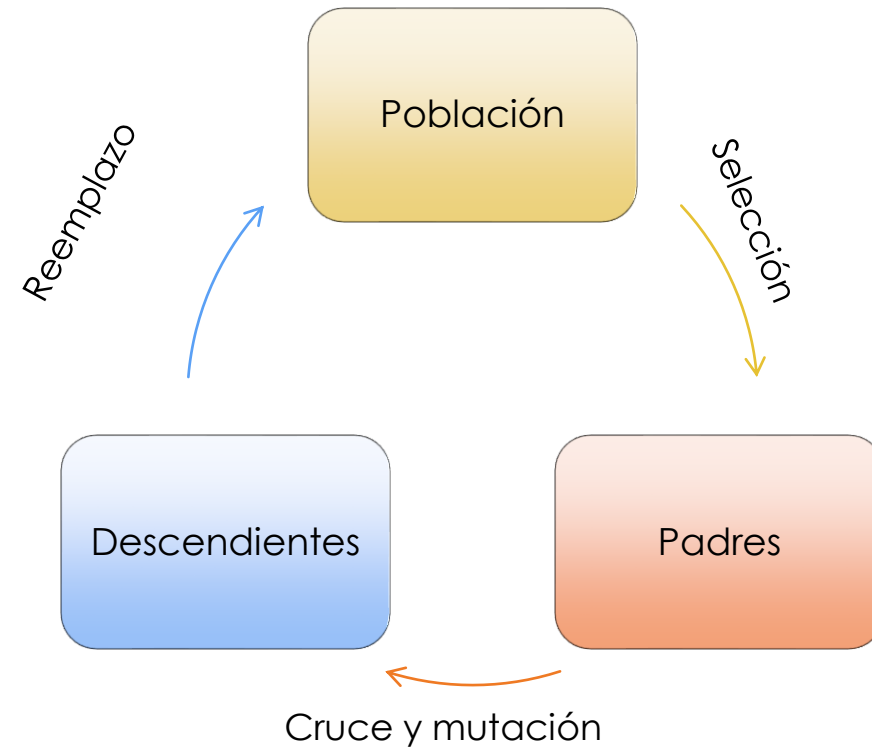 Población
Reemplazo
Selección
Descendientes
Padres
Cruce y mutación